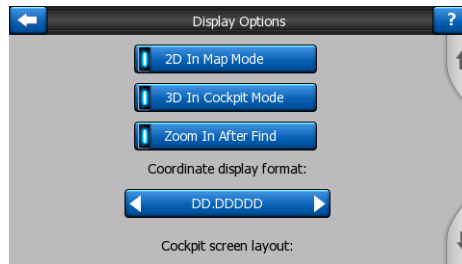 Display Options
?
2D In Map Mode
3D In Cockpit Mode
Zoom In After Find
Coordinate display format:
DD.DDDDD
Cockpit screen layout: